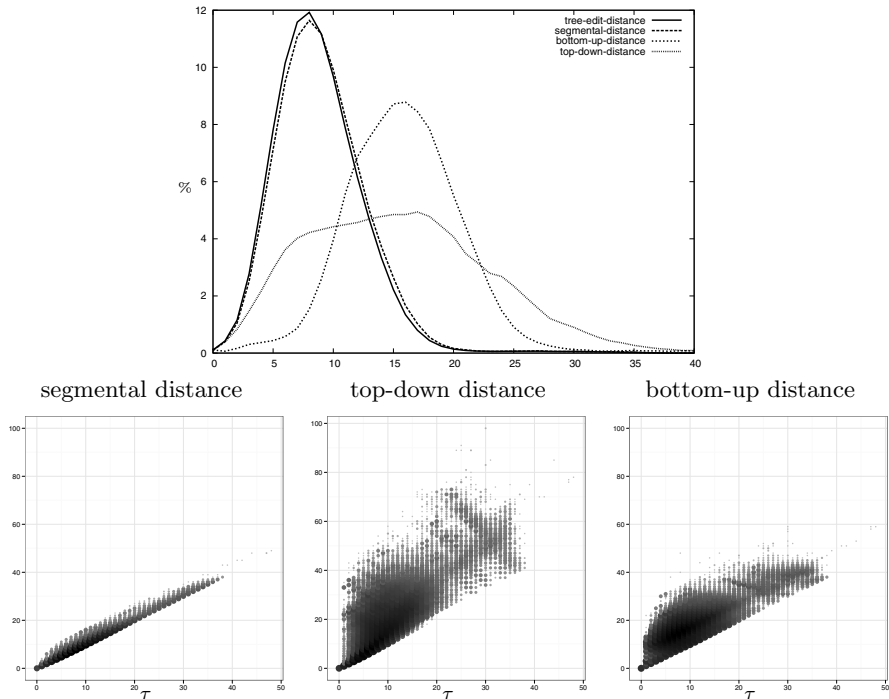 12
10
8
6
4
2
0
%
0 5 10 15 20 25 30 35 40
tree-edit-distance
segmental-distance
bottom-up-distance
top-down-distance
segmental distance
100
80
60
40
20
0
0 10 20 30 40 50
τ
top-down distance
100
80
60
40
20
0
0 10 20 30 40 50
τ
bottom-up distance
100
80
60
40
20
0
0 10 20 30 40 50
τ